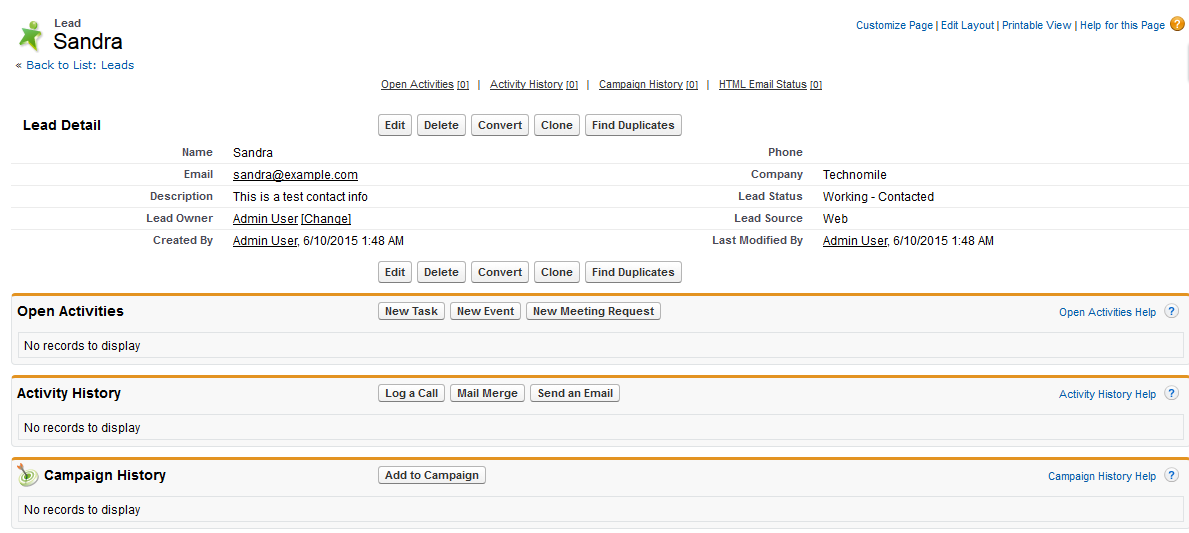 Lead
Sandra
Customize Page | Edit Layout | Printable View | Help for this Page ?
« Back to List: Leads
Open Activities [0] | Activity History [0] | Campaign History [0] | HTML Email Status [0]
Lead Detail Edit Delete Convert Clone Find Duplicates
Name Sandra Phone
Email sandra@example.com Company Technomile
Description This is a test contact info Lead Status Working - Contacted
Lead Owner Admin User [Change] Lead Source Web
Created By Admin User, 6/10/2015 1:48 AM Last Modified By Admin User, 6/10/2015 1:48 AM
Edit Delete Convert Clone Find Duplicates
Open Activities New Task New Event New Meeting Request Open Activities Help ?
No records to display
Activity History Log a Call Mail Merge Send an Email Activity History Help ?
No records to display
Campaign History Add to Campaign Campaign History Help ?
No records to display